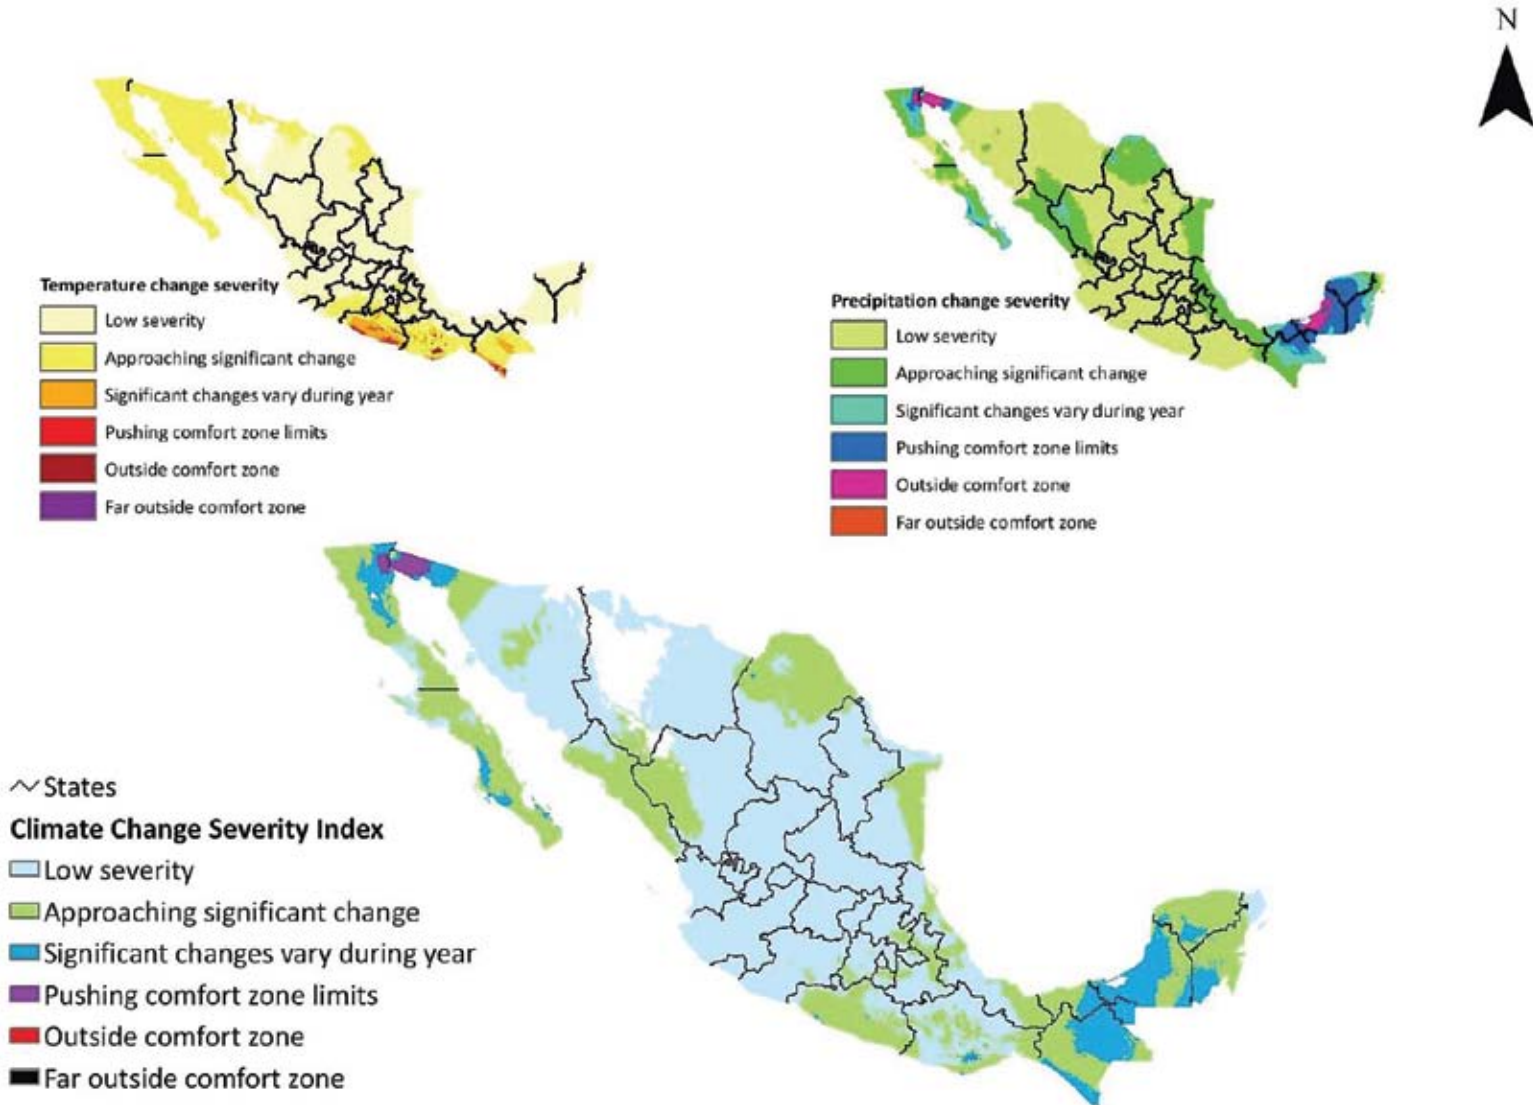 N
Temperature change severity
Low severity
Approaching significant change
Significant changes vary during year
Pushing comfort zone limits
Outside comfort zone
Far outside comfort zone
Precipitation change severity
Low severity
Approaching significant change
Significant changes vary during year
Pushing comfort zone limits
Outside comfort zone
Far outside comfort zone
States
Climate Change Severity Index
Low severity
Approaching significant change
Significant changes vary during year
Pushing comfort zone limits
Outside comfort zone
Far outside comfort zone